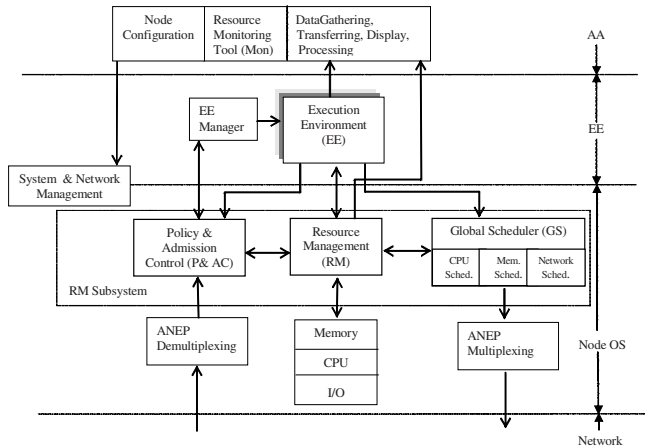 Node
Configuration
Resource
Monitoring
Tool (Mon)
DataGathering,
Transferring, Display,
Processing
AA
EE
Manager
Execution
Environment
(EE)
EE
System & Network
Management
Policy &
Admission
Control (P& AC)
Resource
Management
(RM)
Global Scheduler (GS)
CPU
Sched.
Mem.
Sched.
Network
Sched.
RM Subsystem
ANEP
Demultiplexing
Memory
CPU
I/O
ANEP
Multiplexing
Node OS
Network